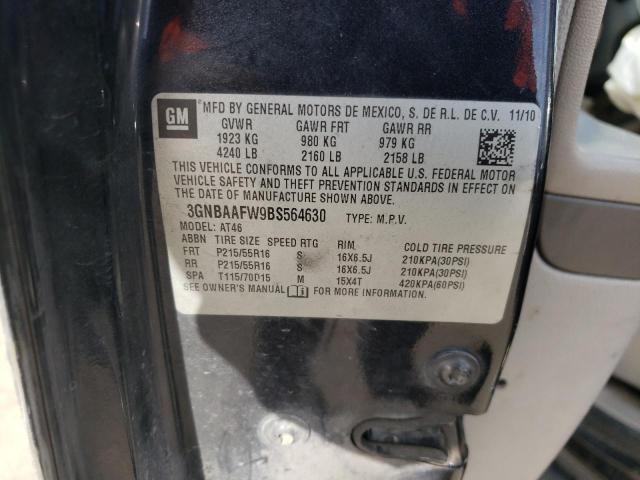 GM MFD BY GENERAL MOTORS DE MEXICO, S. DE R.L. DE C.V. 11/10
GVWR GAWR FRT GAWR RR
1923 KG 980 KG 979 KG
4240 LB 2160 LB 2158 LB
THIS VEHICLE CONFORMS TO ALL APPLICABLE U.S. FEDERAL MOTOR
VEHICLE SAFETY AND THEFT PREVENTION STANDARDS IN EFFECT ON THE
DATE OF MANUFACTURE SHOWN ABOVE.
3GNBAAFW9BS564630 TYPE: M.P.V.
MODEL: AT46
ABBN TIRE SIZE SPEED RTG RIM COLD TIRE PRESSURE
FRT P215/55R16 S 16X6.5J 210KPA(30PSI)
RR P215/55R16 S 16X6.5J 210KPA(30PSI)
SPA T115/70D15 M 15X4T 420KPA(60PSI)
SEE OWNER'S MANUAL FOR MORE INFORMATION.